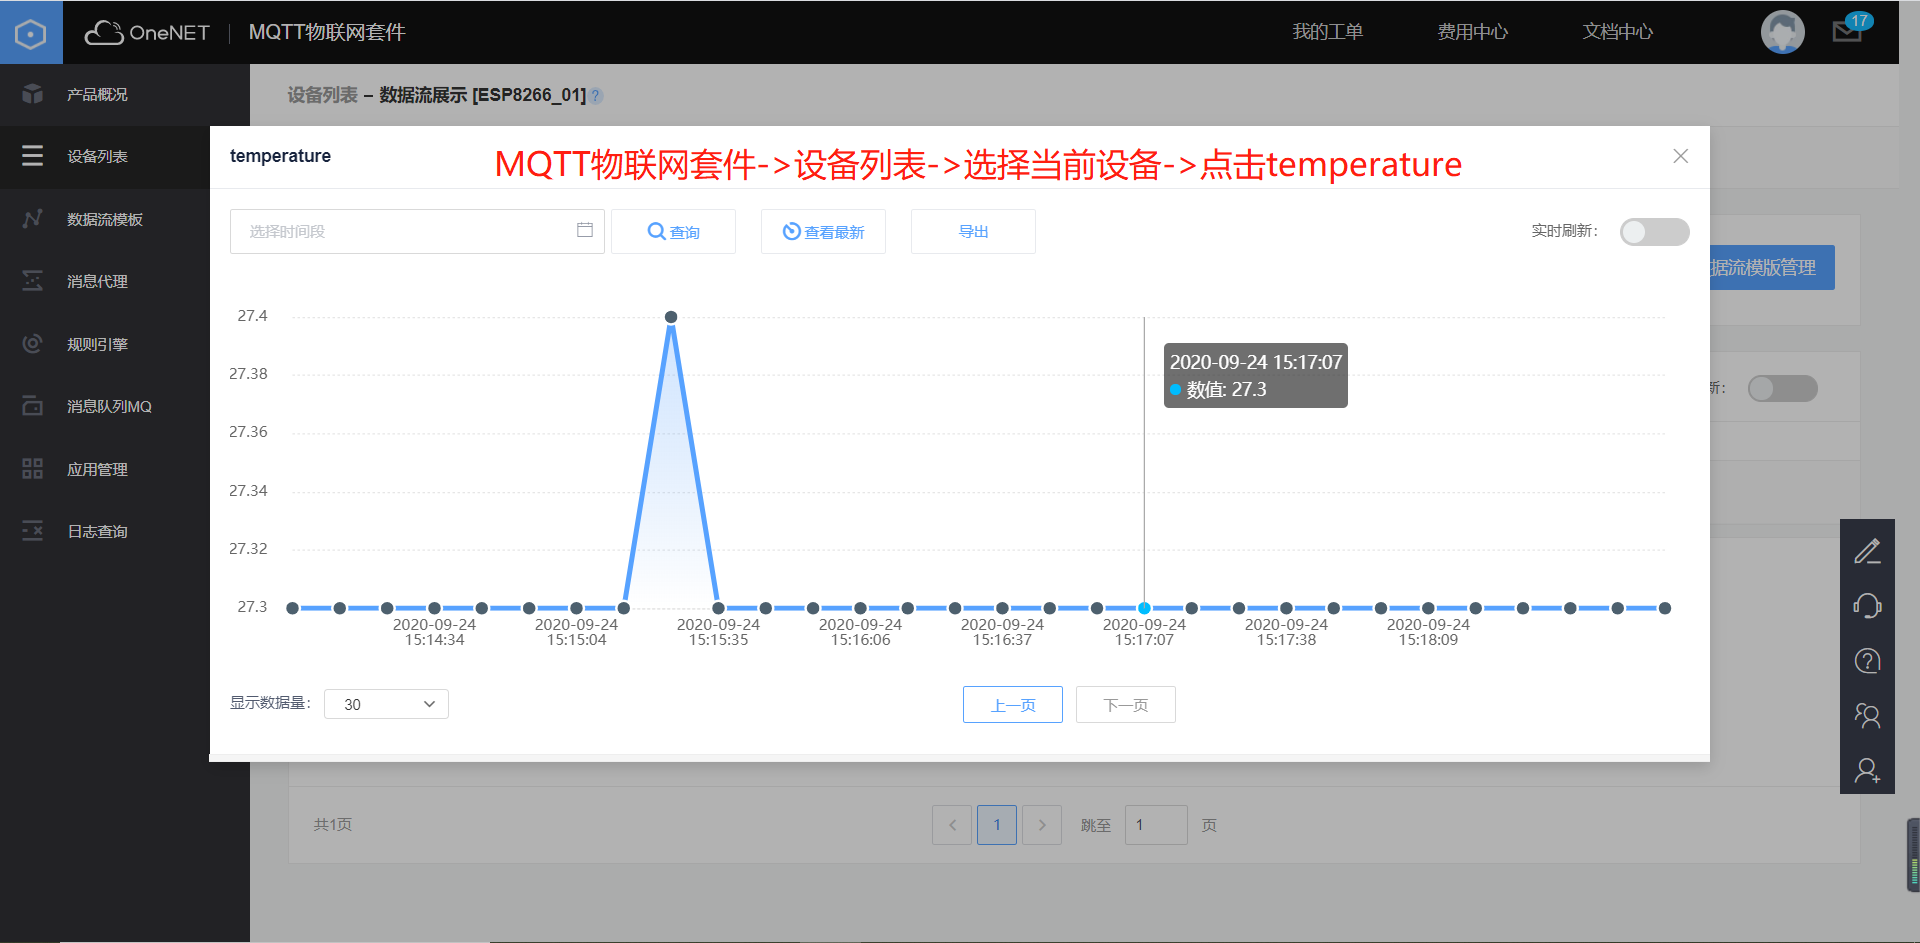 OneNET
MQTT物联网套件
我的工单
费用中心
文档中心
17
产品概况
设备列表
数据流模板
消息代理
规则引擎
消息队列MQ
应用管理
日志查询
设备列表 – 数据流展示 [ESP8266_01] ?
temperature
MQTT物联网套件->设备列表->选择当前设备->点击temperature
选择时间段
查询
查看最新
导出
实时刷新：
据流模版管理
新：
27.4
27.38
27.36
27.34
27.32
27.3
2020-09-24 15:17:07
数值: 27.3
2020-09-24
15:14:34
2020-09-24
15:15:04
2020-09-24
15:15:35
2020-09-24
15:16:06
2020-09-24
15:16:37
2020-09-24
15:17:07
2020-09-24
15:17:38
2020-09-24
15:18:09
显示数据量：
30
上一页
下一页
共1页
1
跳至
1
页